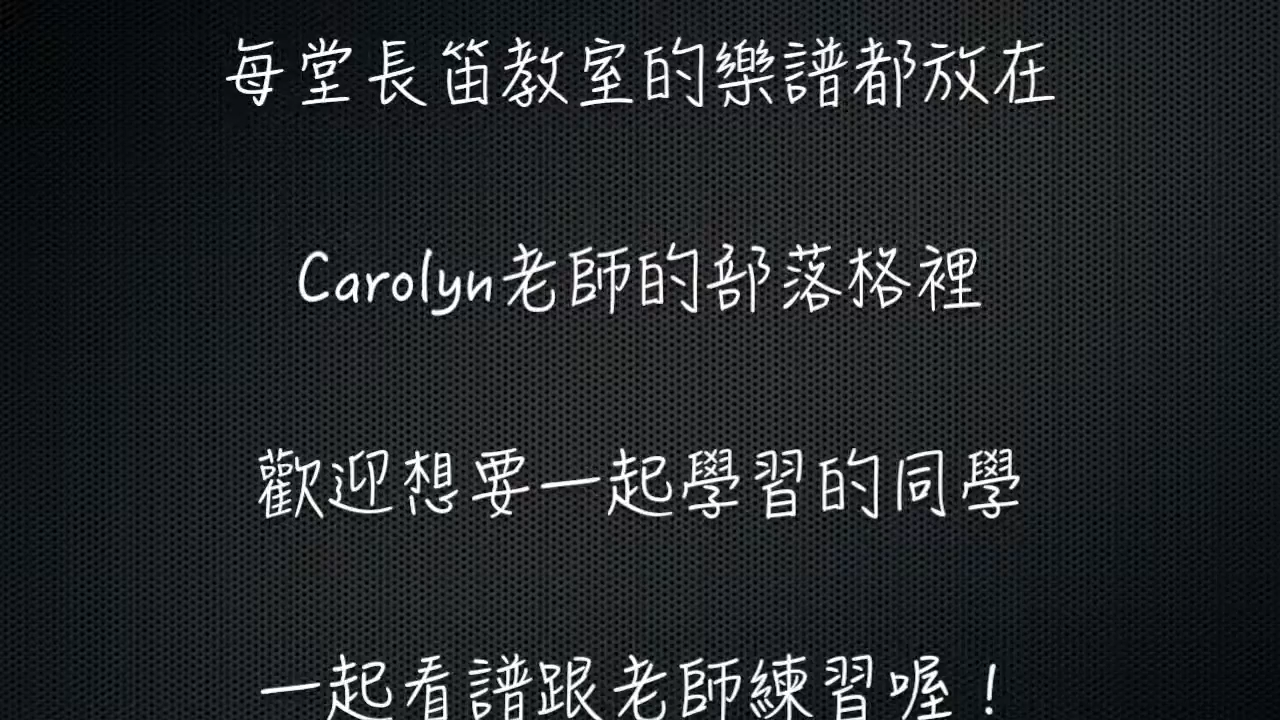 每堂長笛教室的樂譜都放在
Carolyn老師的部落格裡
歡迎想要一起學習的同學
一起看譜跟老師練習喔！